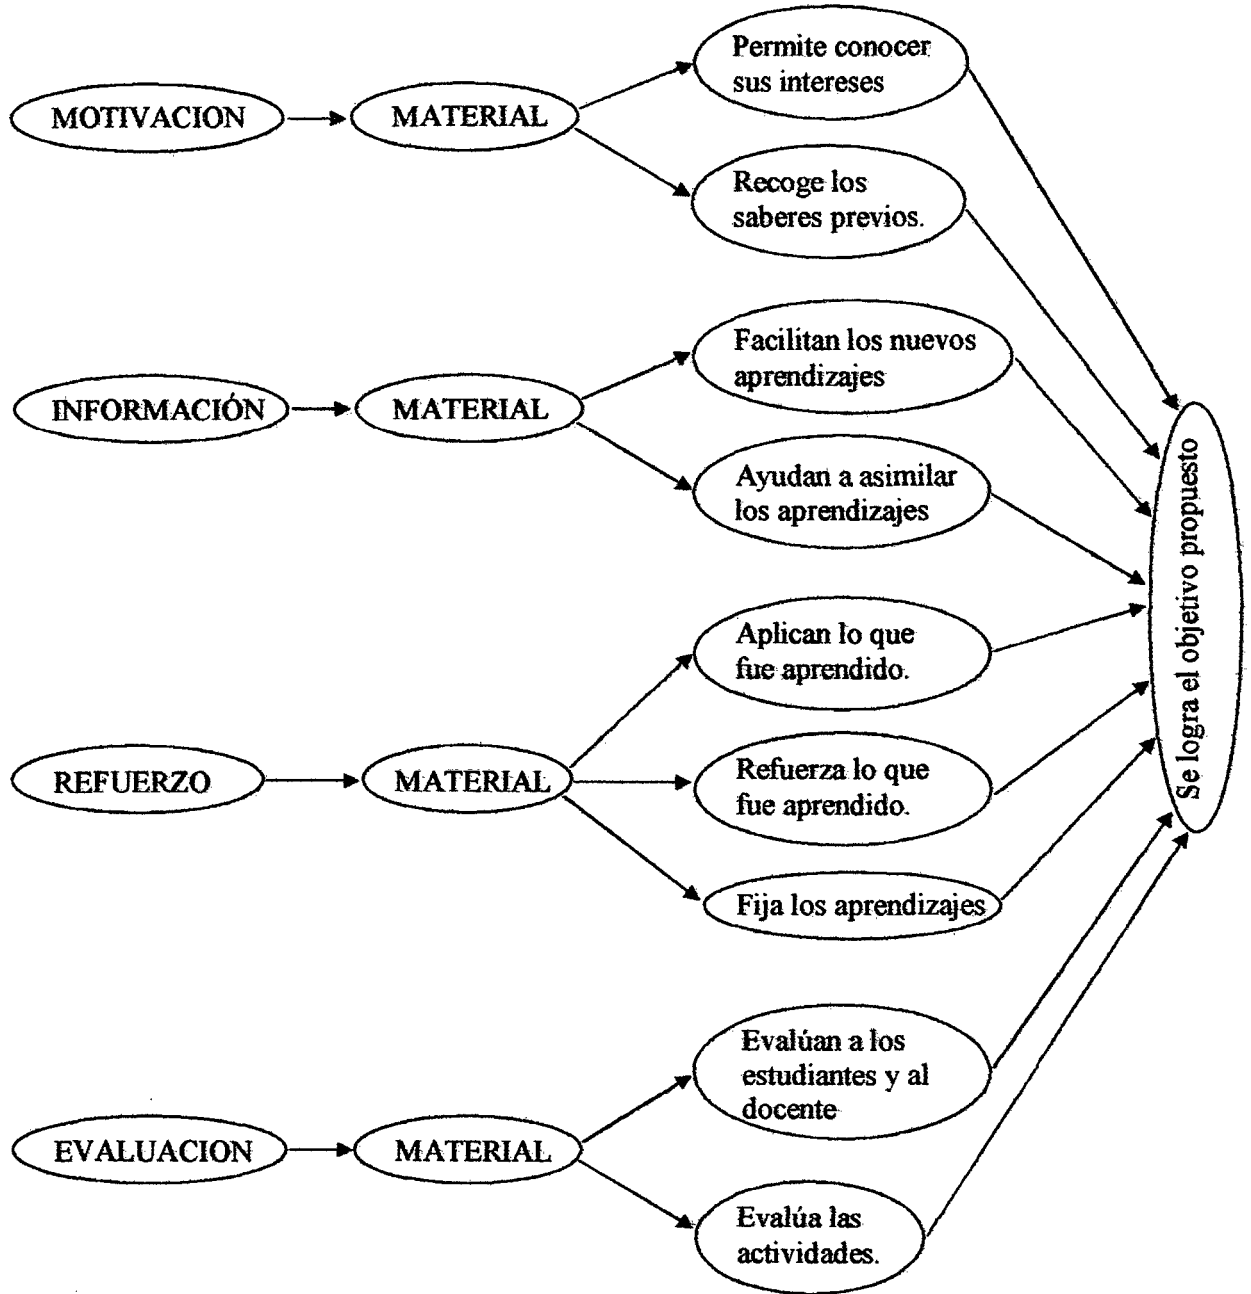 MOTIVACION
MATERIAL
Permite conocer
sus intereses
Recoge los
saberes previos.
INFORMACIÓN
MATERIAL
Facilitan los nuevos
aprendizajes
Ayudan a asimilar
los aprendizajes
REFUERZO
MATERIAL
Aplican lo que
fue aprendido.
Refuerza lo que
fue aprendido.
Fija los aprendizajes
EVALUACION
MATERIAL
Evalúan a los
estudiantes y al
docente
Evalúa las
actividades.
Se logra el objetivo propuesto